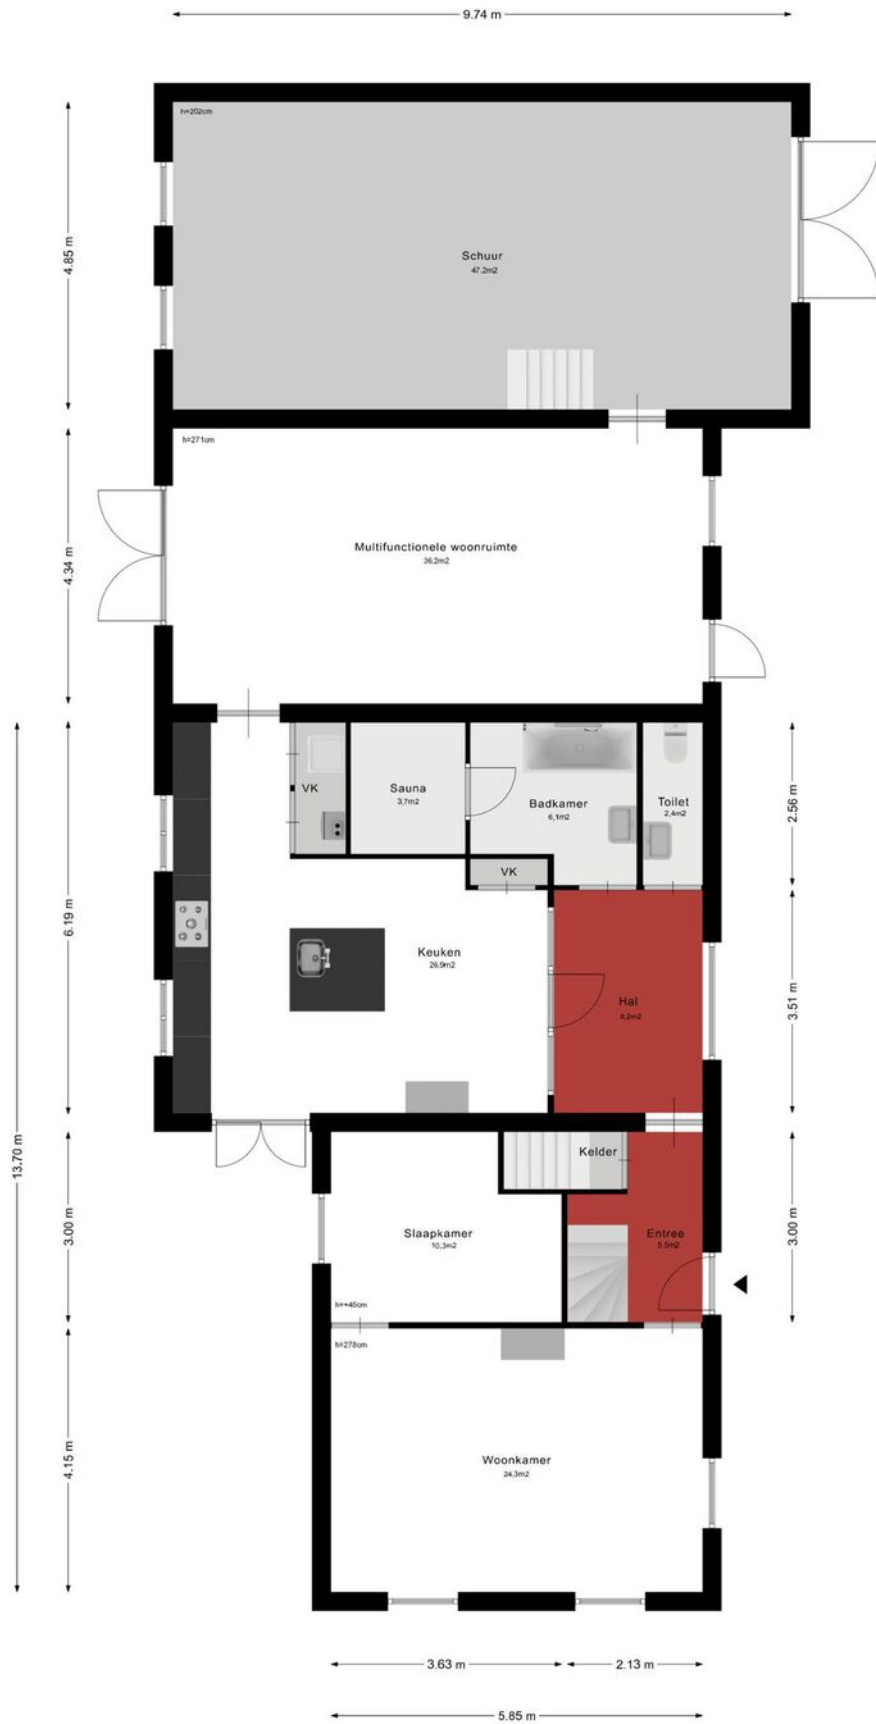 9.74 m
h=202cm
4.85 m
Schuur
47.2m2
h=271cm
4.34 m
Multifunctionele woonruimte
36.2m2
VK
Sauna
3,7m2
Badkamer
6,1m2
Toilet
2,4m2
2.56 m
VK
6.19 m
Keuken
26.9m2
Hal
8,2m2
3.51 m
13.70 m
Kelder
3.00 m
Slaapkamer
10,3m2
Entree
5.5m2
3.00 m
h=+45cm
h=278cm
4.15 m
Woonkamer
24,3m2
3.63 m
2.13 m
5.85 m